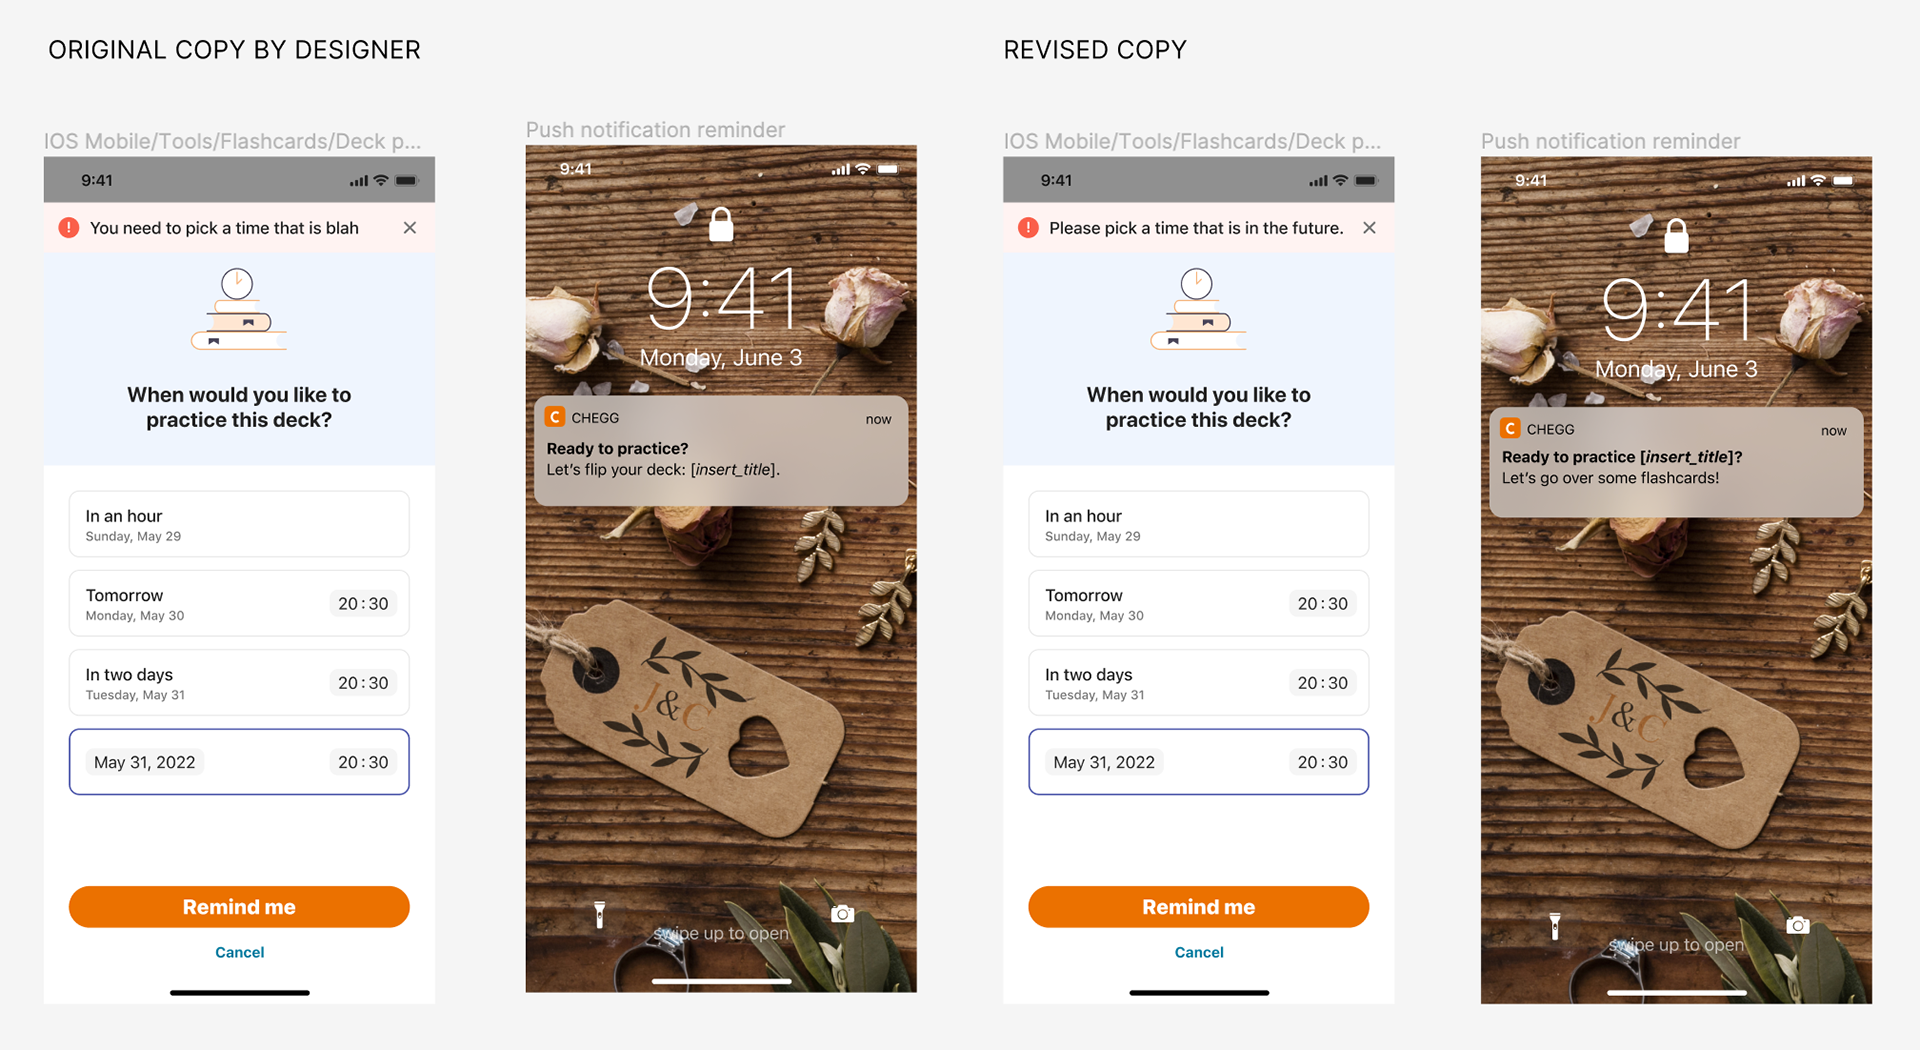 ORIGINAL COPY BY DESIGNER
IOS Mobile/Tools/Flashcards/Deck p...
9:41
! You need to pick a time that is blah
When would you like to
practice this deck?
In an hour
Sunday, May 29
Tomorrow
Monday, May 30
20:30
In two days
Tuesday, May 31
20:30
May 31, 2022
20:30
Remind me
Cancel
Push notification reminder
9:41
9:41
Monday, June 3
C CHEGG
now
Ready to practice?
Let's flip your deck: [insert_title].
J&C
swipe up to open
REVISED COPY
IOS Mobile/Tools/Flashcards/Deck p...
9:41
! Please pick a time that is in the future.
When would you like to
practice this deck?
In an hour
Sunday, May 29
Tomorrow
Monday, May 30
20:30
In two days
Tuesday, May 31
20:30
May 31, 2022
20:30
Remind me
Cancel
Push notification reminder
9:41
9:41
Monday, June 3
C CHEGG
now
Ready to practice [insert_title]?
Let's go over some flashcards!
J&C
swipe up to open